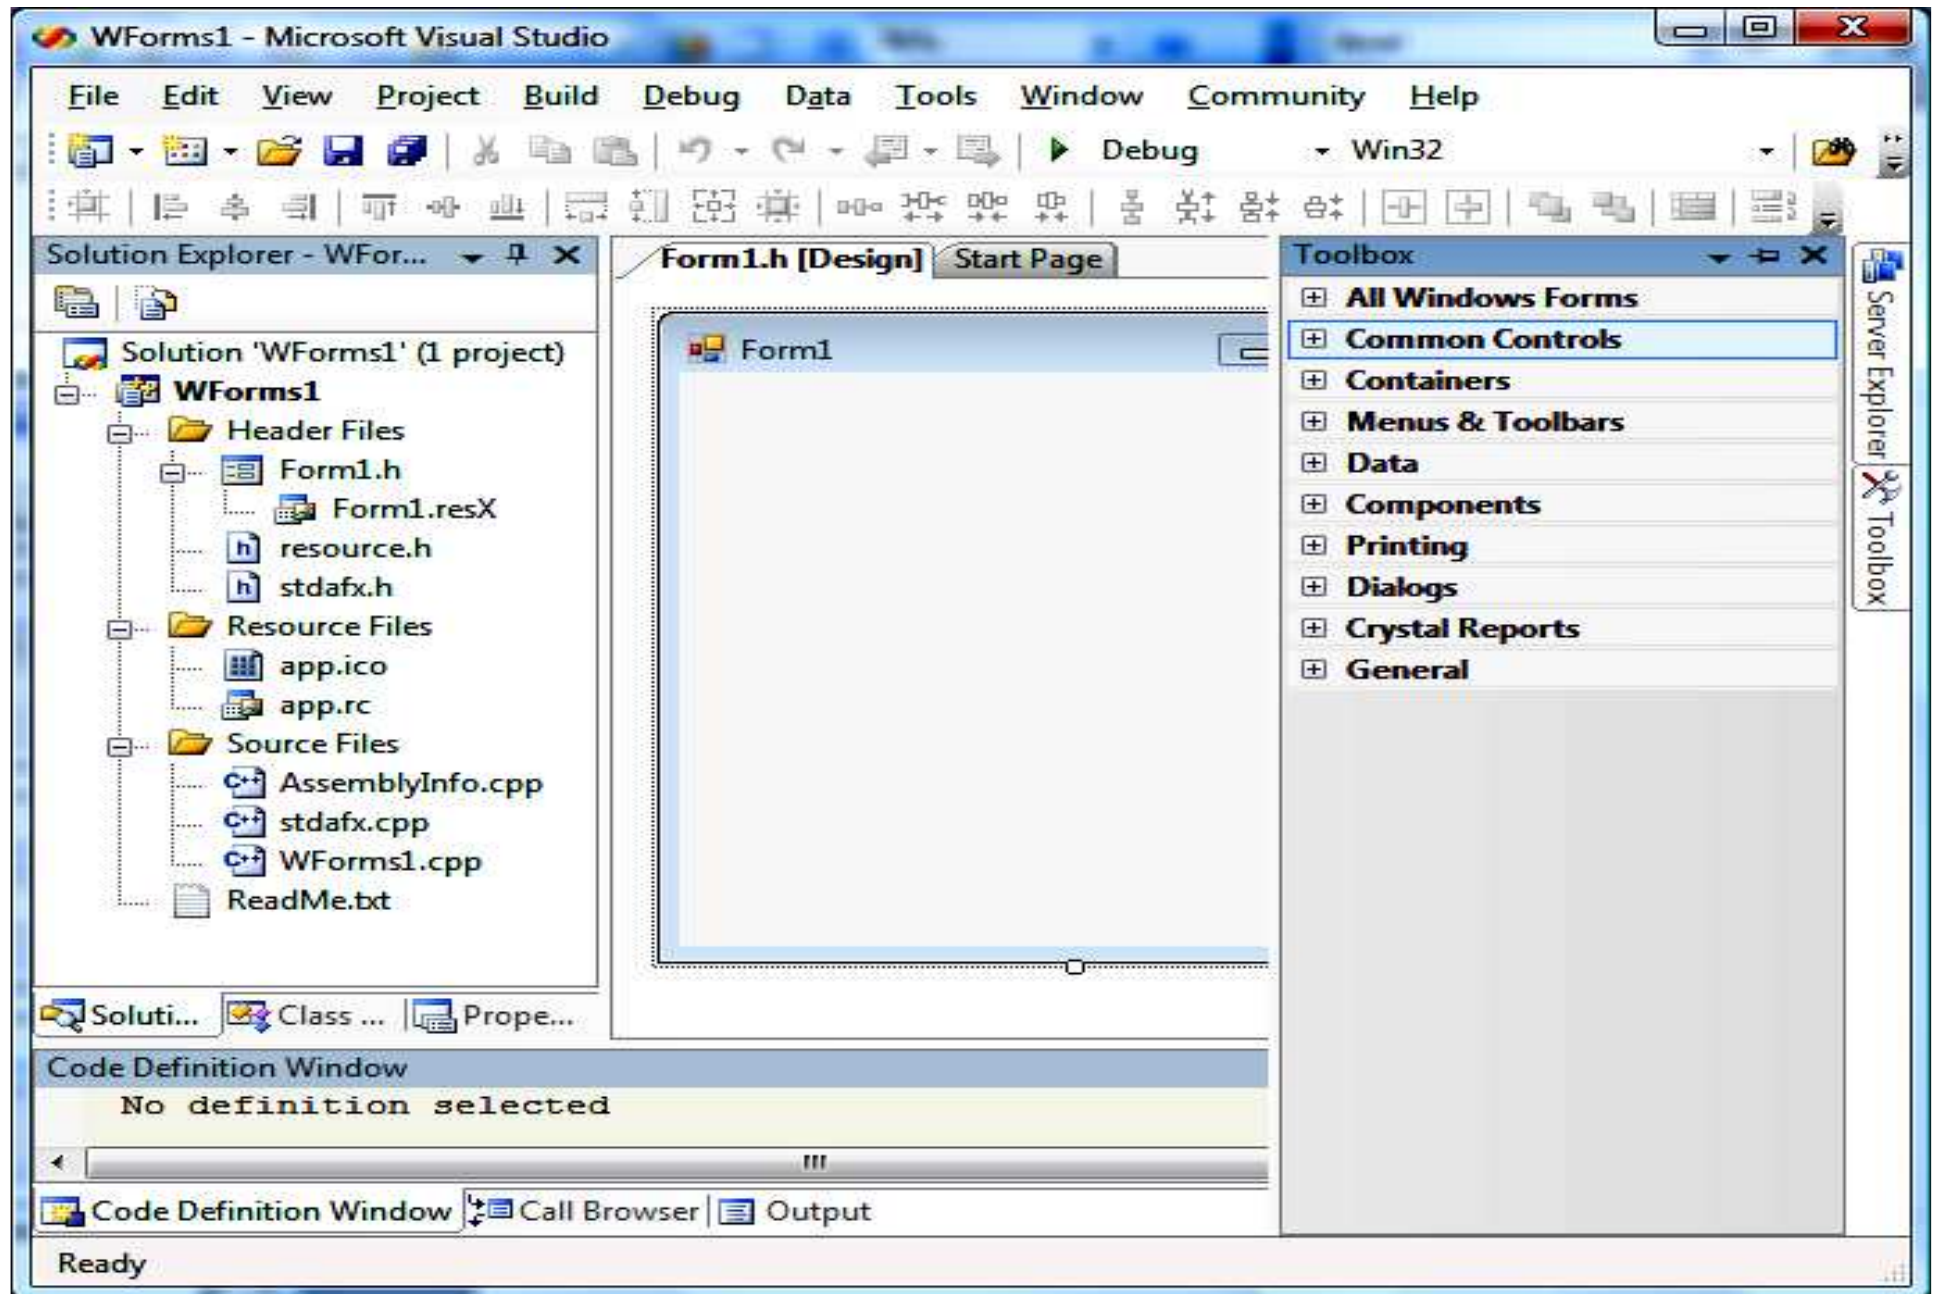 WForms1 - Microsoft Visual Studio
File Edit View Project Build Debug Data Tools Window Community Help
Debug Win32
Solution Explorer - WFor...
Solution 'WForms1' (1 project)
WForms1
Header Files
Form1.h
Form1.resX
resource.h
stdafx.h
Resource Files
app.ico
app.rc
Source Files
AssemblyInfo.cpp
stdafx.cpp
WForms1.cpp
ReadMe.txt
Soluti... Class ... Prope...
Form1.h [Design] Start Page
Form1
Toolbox
All Windows Forms
Common Controls
Containers
Menus & Toolbars
Data
Components
Printing
Dialogs
Crystal Reports
General
Server Explorer
Toolbox
Code Definition Window
No definition selected
Code Definition Window Call Browser Output
Ready